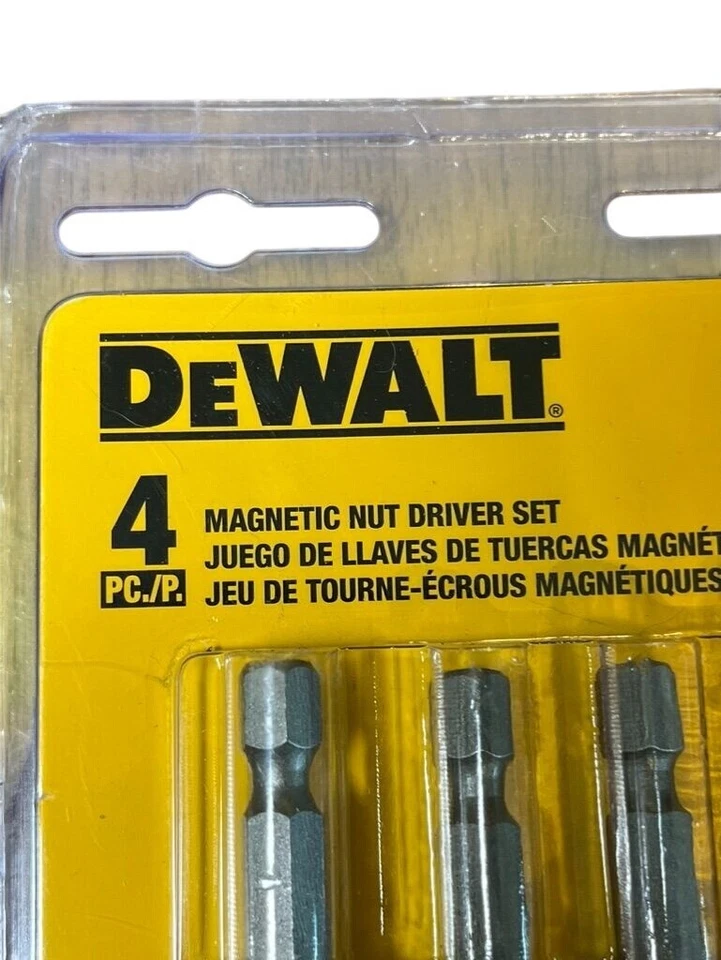 DEWALT®
4 PC./P.
MAGNETIC NUT DRIVER SET
JUEGO DE LLAVES DE TUERCAS
JEU DE TOURNE-ÉCROUS MAGNÉTIQUES